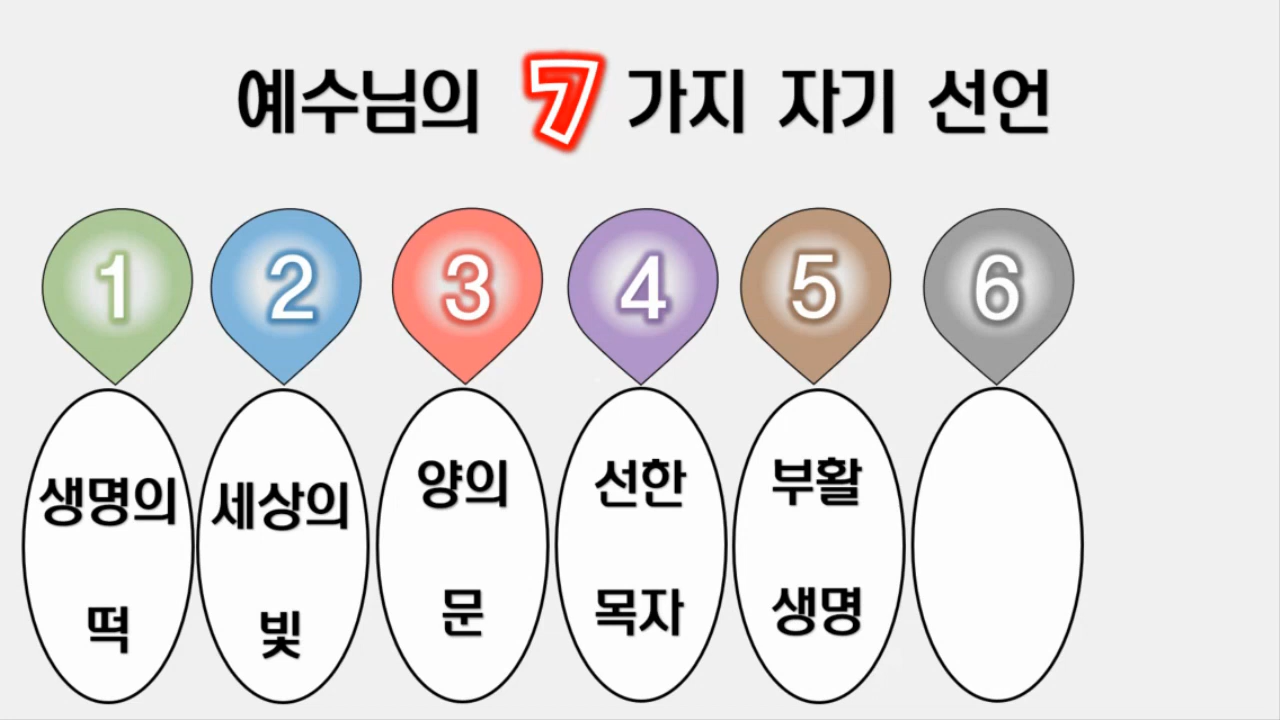 예수님의 7 가지 자기 선언
1 2 3 4 5 6
생명의
떡
세상의
빛
양의
문
선한
목자
부활
생명